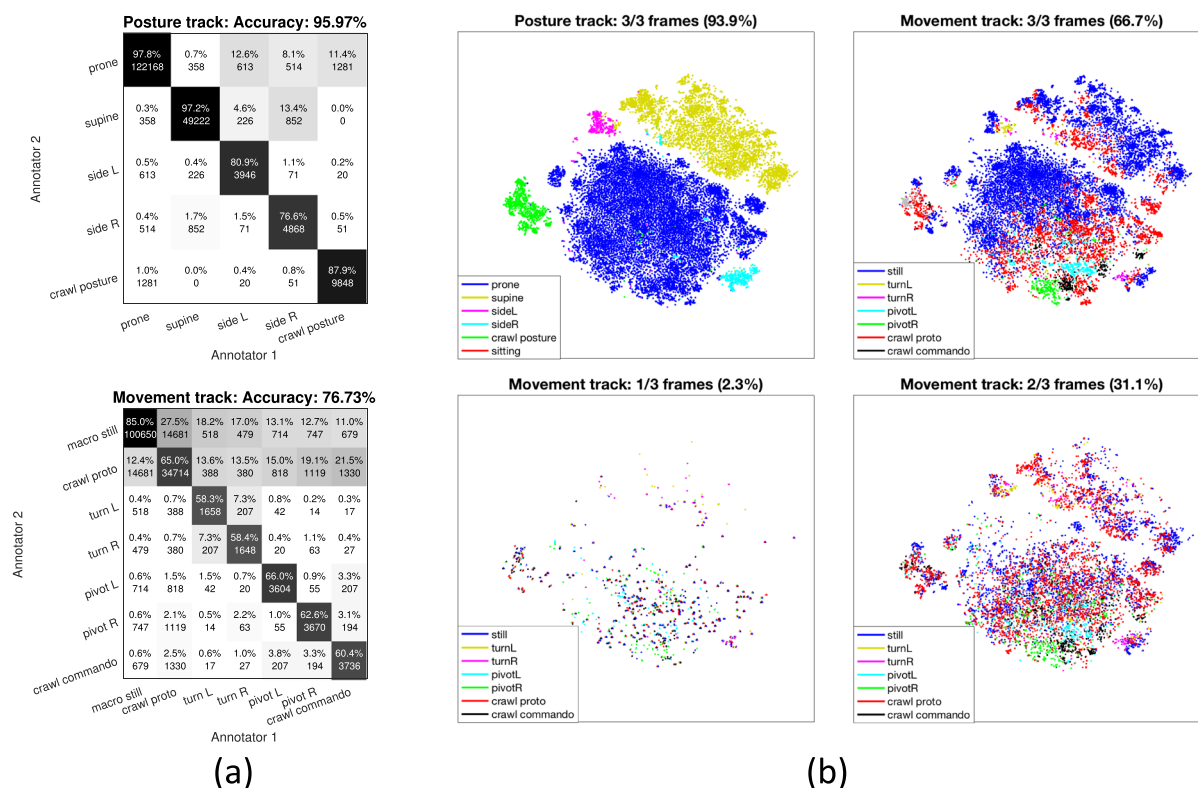 Posture track: Accuracy: 95.97%
prone
97.8% 0.7% 12.6% 8.1% 11.4%
122168 358 613 514 1281
supine
0.3% 97.2% 4.6% 13.4% 0.0%
358 49222 226 852 0
side L
0.5% 0.4% 80.9% 1.1% 0.2%
613 226 3946 71 20
side R
0.4% 1.7% 1.5% 76.6% 0.5%
514 852 71 4868 51
crawl posture
1.0% 0.0% 0.4% 0.8% 87.9%
1281 0 20 51 9848
prone supine side L side R crawl posture
Annotator 1
Annotator 2
Movement track: Accuracy: 76.73%
macro still
85.0% 27.5% 18.2% 17.0% 13.1% 12.7% 11.0%
100650 14681 518 479 714 747 679
crawl proto
12.4% 65.0% 13.6% 13.5% 15.0% 19.1% 21.5%
14681 34714 388 380 818 1119 1330
turn L
0.4% 0.7% 58.3% 7.3% 0.8% 0.2% 0.3%
518 388 1658 207 42 14 17
turn R
0.4% 0.7% 7.3% 58.4% 0.4% 1.1% 0.4%
479 380 207 1648 20 63 27
pivot L
0.6% 1.5% 1.5% 0.7% 66.0% 0.9% 3.3%
714 818 42 20 3604 55 207
pivot R
0.6% 2.1% 0.5% 2.2% 1.0% 62.6% 3.1%
747 1119 14 63 55 3670 194
crawl commando
0.6% 2.5% 0.6% 1.0% 3.8% 3.3% 60.4%
679 1330 17 27 207 194 3736
macro still crawl proto turn L turn R pivot L pivot R crawl commando
Annotator 1
Annotator 2
(a)
Posture track: 3/3 frames (93.9%)
prone
supine
sideL
sideR
crawl posture
sitting
Movement track: 3/3 frames (66.7%)
still
turnL
turnR
pivotL
pivotR
crawl proto
crawl commando
Movement track: 1/3 frames (2.3%)
still
turnL
turnR
pivotL
pivotR
crawl proto
crawl commando
Movement track: 2/3 frames (31.1%)
still
turnL
turnR
pivotL
pivotR
crawl proto
crawl commando
(b)